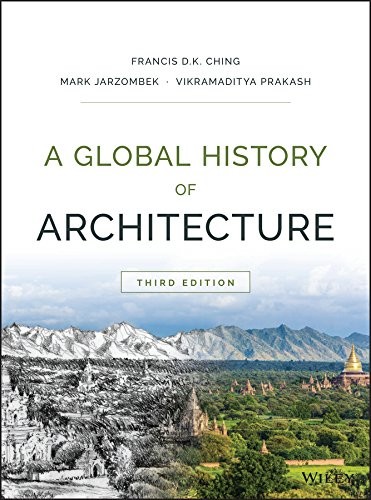 FRANCIS D.K. CHING
MARK JARZOMBEK · VIKRAMADITYA PRAKASH
A GLOBAL HISTORY
OF
ARCHITECTURE
THIRD EDITION
WILEY